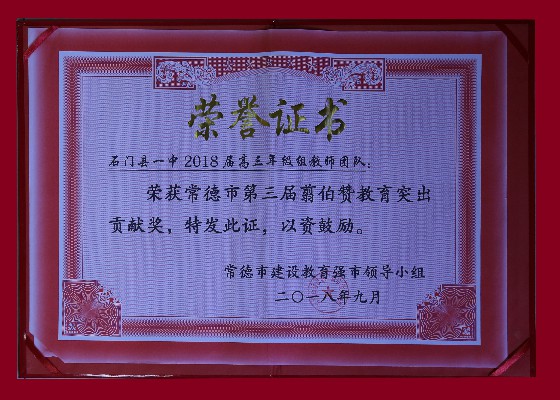 荣誉证书
石门县一中2018届高三年级组教师团队：
荣获常德市第三届翦伯赞教育突出
贡献奖，特发此证，以资鼓励。
常德市建设教育强市领导小组
二〇一八年九月